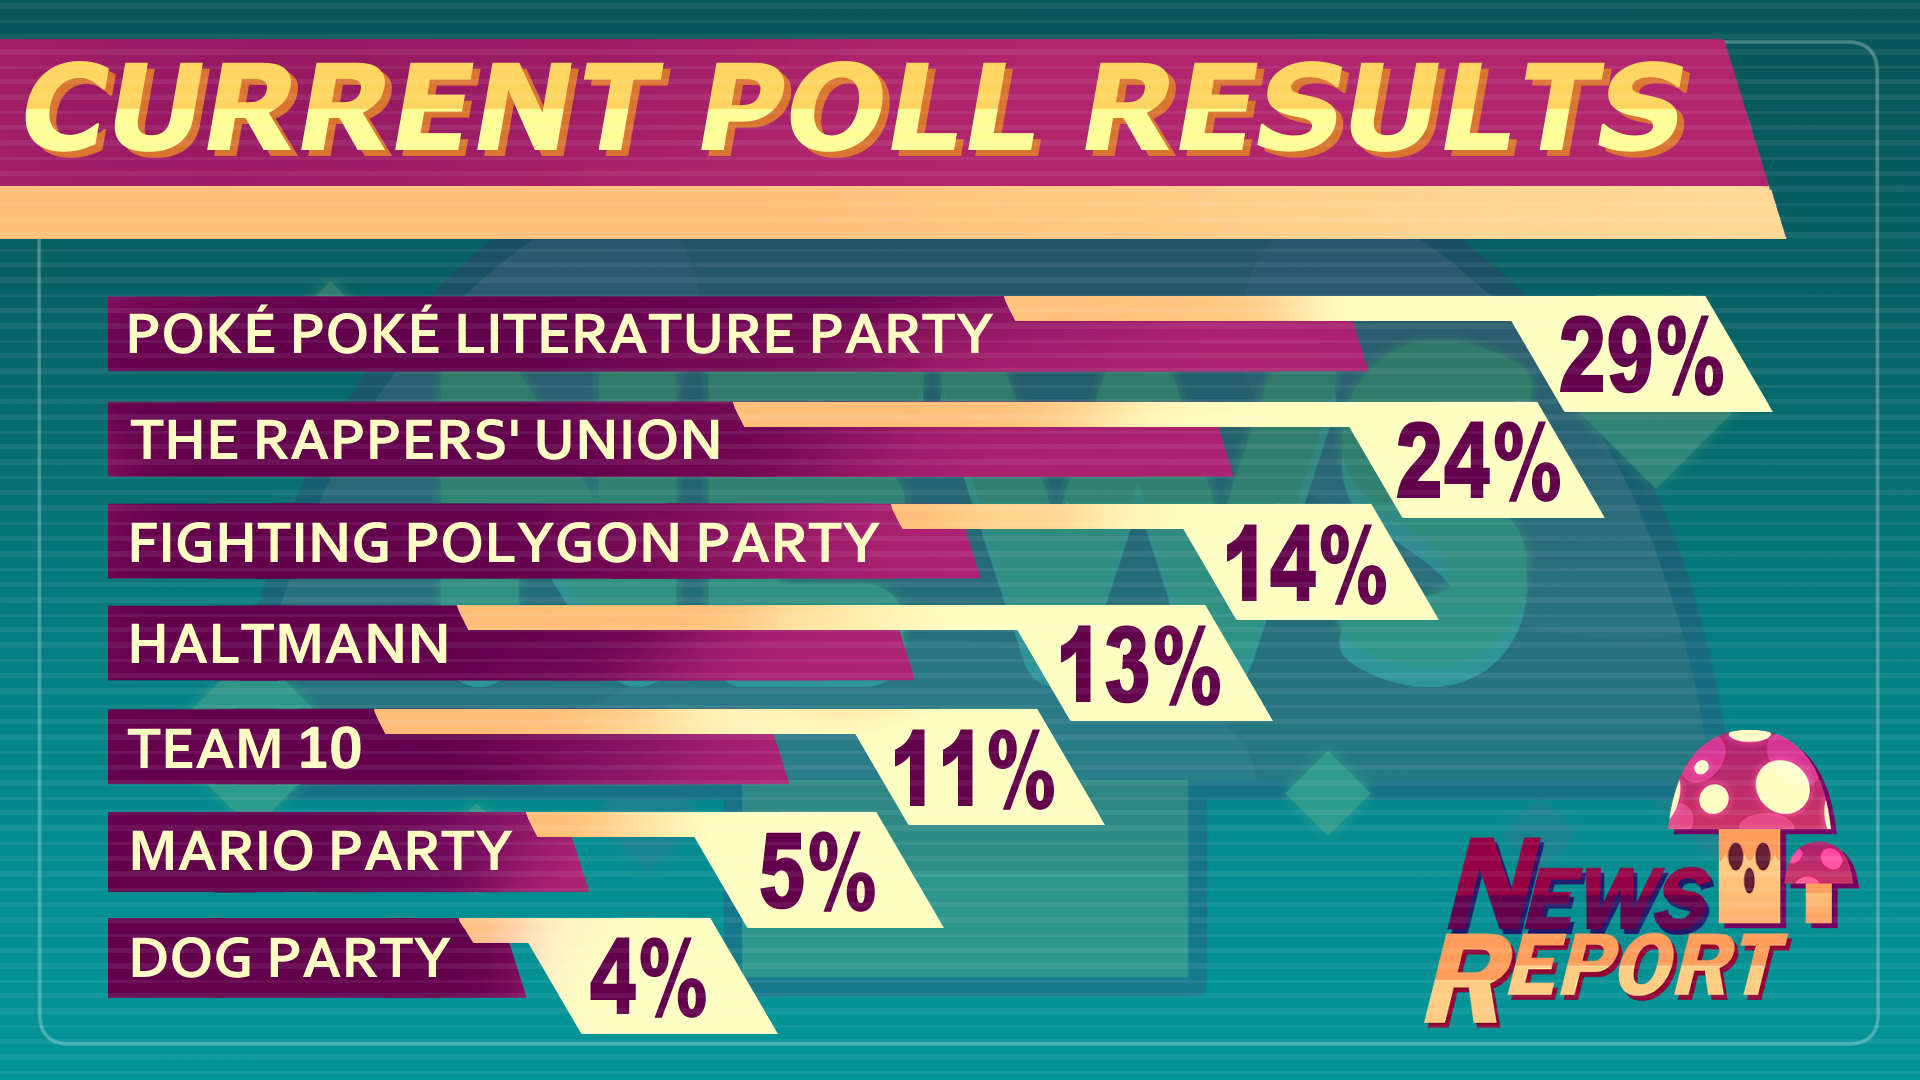 CURRENT POLL RESULTS
POKÉ POKÉ LITERATURE PARTY 29%
THE RAPPERS' UNION 24%
FIGHTING POLYGON PARTY 14%
HALTMANN 13%
TEAM 10 11%
MARIO PARTY 5%
DOG PARTY 4%
NEWS
NEWS
REPORT